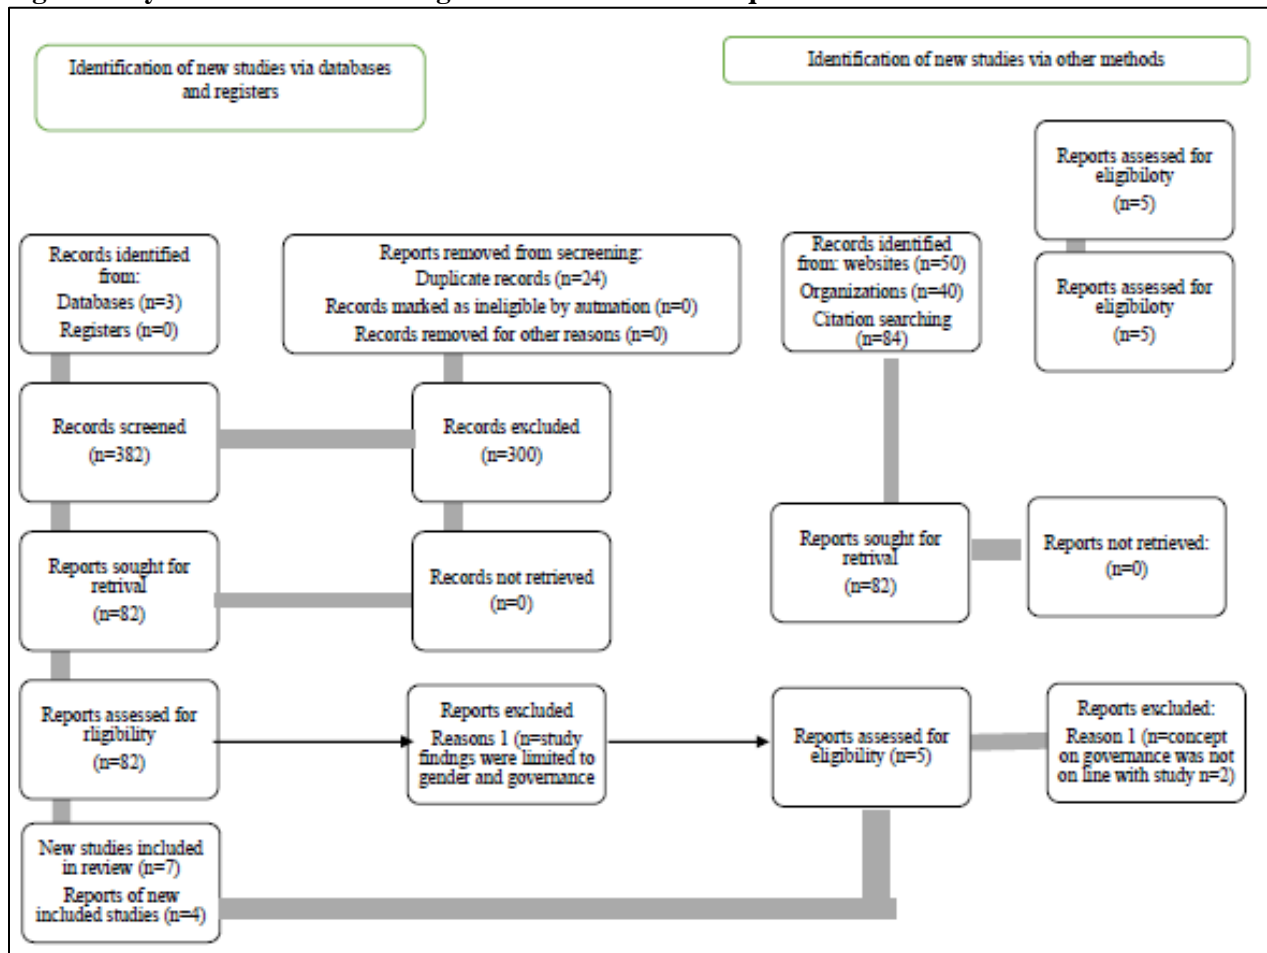 Identification of new studies via databases
and registers
Identification of new studies via other methods
Reports assessed for
eligibiloty
(n=5)
Records identified
from:
Databases (n=3)
Registers (n=0)
Reports removed from secreening:
Duplicate records (n=24)
Records marked as ineligible by autmation (n=0)
Records removed for other reasons (n=0)
Records identified
from: websites (n=50)
Organizations (n=40)
Citation searching
(n=84)
Reports assessed for
eligibiloty
(n=5)
Records screened
(n=382)
Records excluded
(n=300)
Reports sought for
retrival
(n=82)
Records not retrieved
(n=0)
Reports sought for
retrival
(n=82)
Reports not retrieved:
(n=0)
Reports assessed for
rligibility
(n=82)
Reports excluded
Reasons 1 (n=study
findngs were limited to
gender and governance
Reports assessed for
eligibility (n=5)
Reports excluded:
Reason 1 (n=concept
on governance was not
on line with study n=2)
New studies included
in review (n=7)
Reports of new
included studies (n=4)